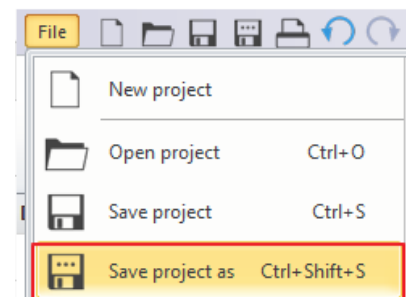 File
New project
Open project Ctrl+O
Save project Ctrl+S
Save project as Ctrl+Shift+S